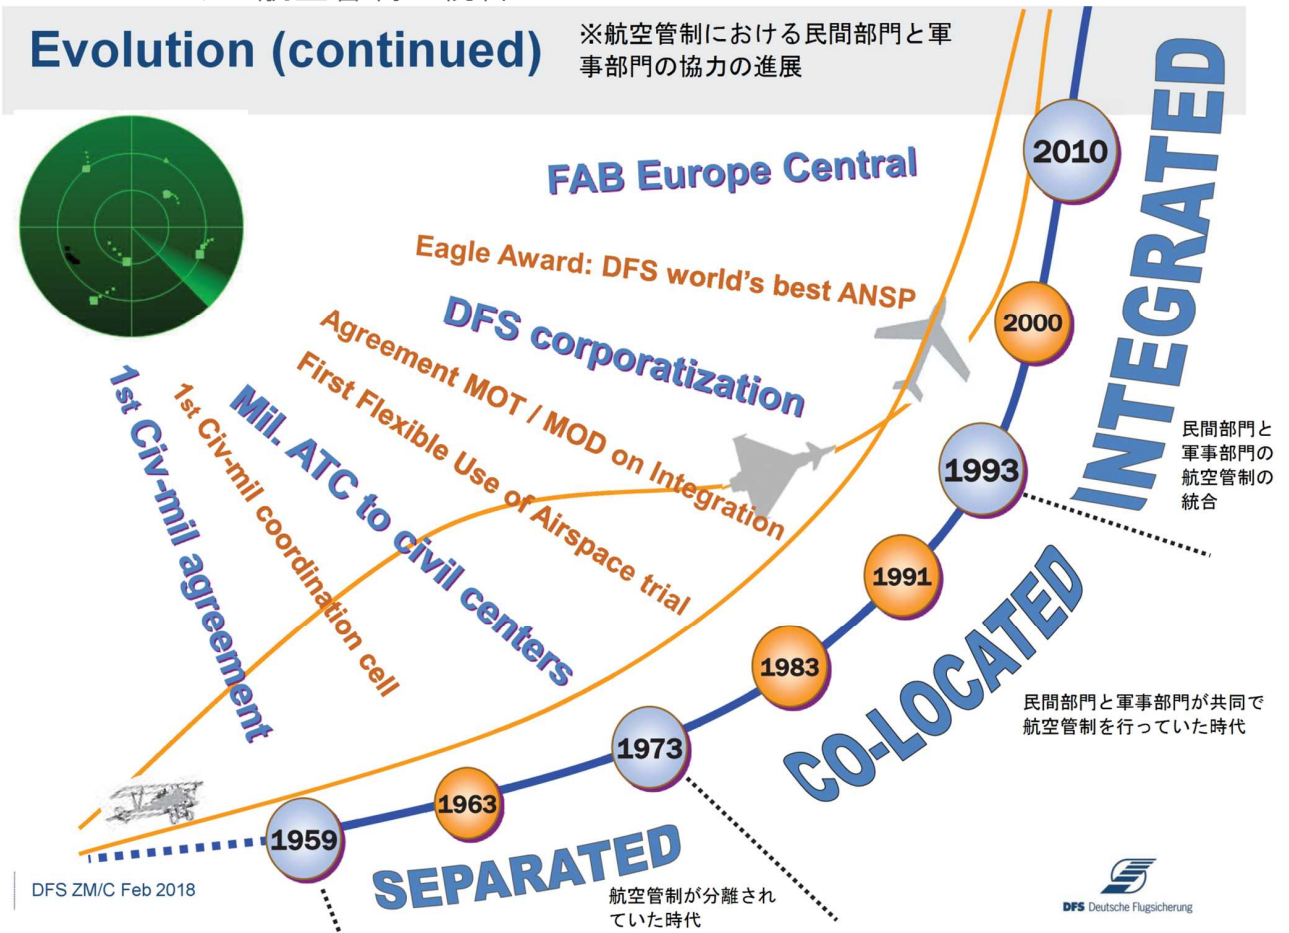 Evolution (continued)
※航空管制における民間部門と軍
事部門の協力の進展
FAB Europe Central
Eagle Award: DFS world's best ANSP
DFS corporatization
Agreement MOT / MOD on Integration
First Flexible Use of Airspace trial
Mil. ATC to civil centers
1st Civ-mil coordination cell
1st Civ-mil agreement
2010
2000
1993
1991
1983
1973
1963
1959
INTEGRATED
民間部門と
軍事部門の
航空管制の
統合
CO-LOCATED
民間部門と軍事部門が共同で
航空管制を行っていた時代
SEPARATED
航空管制が分離され
ていた時代
DFS ZM/C Feb 2018
DFS Deutsche Flugsicherung